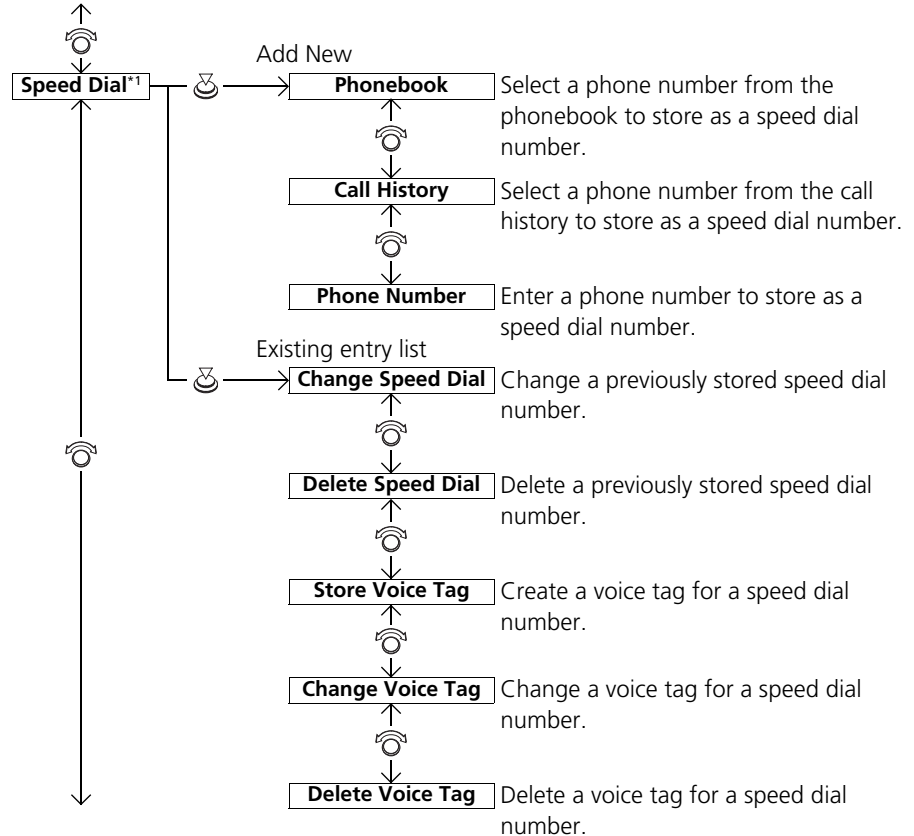 Add New
Speed Dial*1
Phonebook
Select a phone number from the
phonebook to store as a speed dial
number.
Call History
Select a phone number from the call
history to store as a speed dial number.
Phone Number
Enter a phone number to store as a
speed dial number.
Existing entry list
Change Speed Dial
Change a previously stored speed dial
number.
Delete Speed Dial
Delete a previously stored speed dial
number.
Store Voice Tag
Create a voice tag for a speed dial
number.
Change Voice Tag
Change a voice tag for a speed dial
number.
Delete Voice Tag
Delete a voice tag for a speed dial
number.